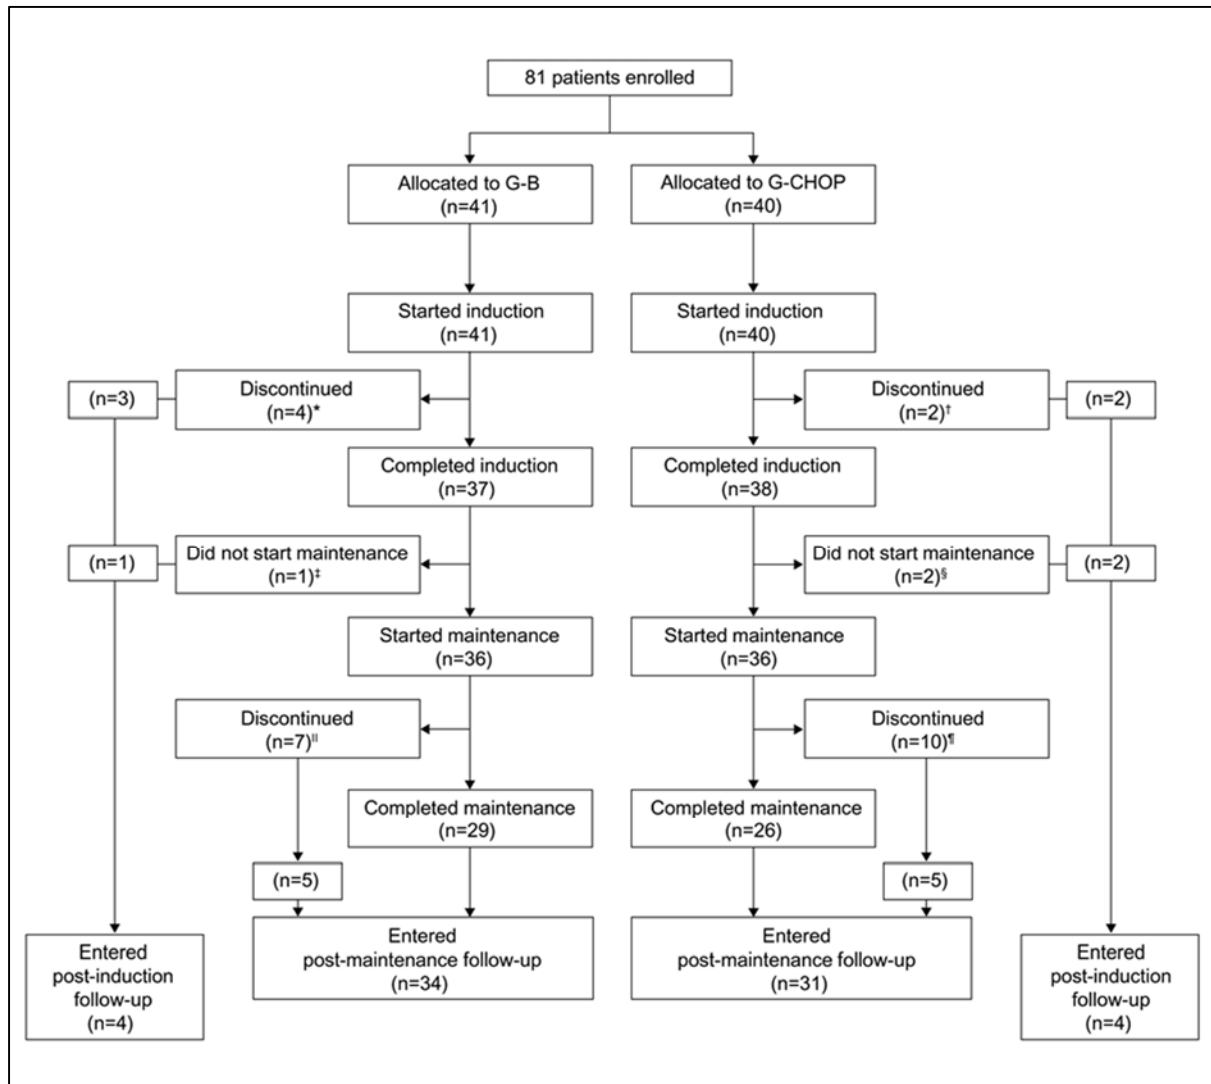 81 patients enrolled
Allocated to G-B
(n=41)
Allocated to G-CHOP
(n=40)
Started induction
(n=41)
Started induction
(n=40)
(n=3)
Discontinued
(n=4)*
Discontinued
(n=2)†
(n=2)
Completed induction
(n=37)
Completed induction
(n=38)
(n=1)
Did not start maintenance
(n=1)‡
Did not start maintenance
(n=2)§
(n=2)
Started maintenance
(n=36)
Started maintenance
(n=36)
Discontinued
(n=7)||
Discontinued
(n=10)¶
Completed maintenance
(n=29)
Completed maintenance
(n=26)
(n=5)
(n=5)
Entered
post-maintenance follow-up
(n=34)
Entered
post-maintenance follow-up
(n=31)
Entered
post-induction
follow-up
(n=4)
Entered
post-induction
follow-up
(n=4)